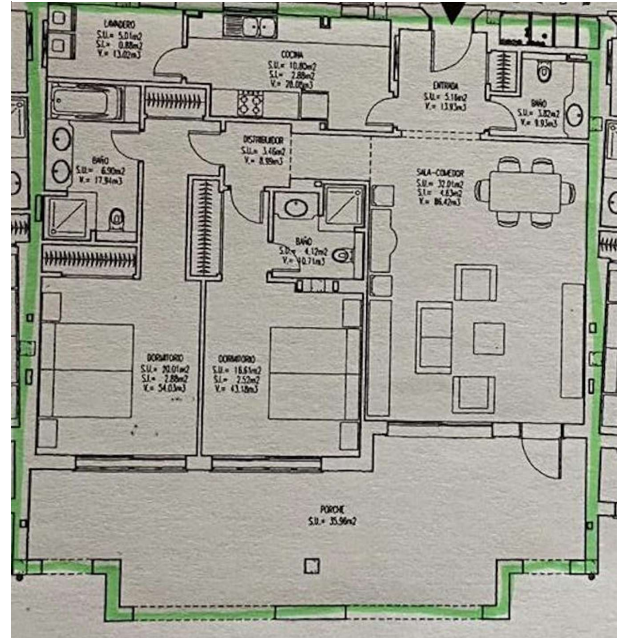 LAVADERO
S.U.= 5.01m2
S.I.= 0.88m2
V.= 13.02m3
COCINA
S.U.= 10.80m2
S.I.= 2.88m2
V.= 28.08m3
ENTRADA
S.U.= 5.16m2
V.= 13.93m3
BAÑO
S.U.= 3.82m2
V.= 9.93m3
DISTRIBUIDOR
S.U.= 3.46m2
V.= 8.99m3
BAÑO
S.U.= 6.90m2
V.= 17.94m3
SALA-COMEDOR
S.U.= 32.01m2
S.I.= 4.63m2
V.= 86.42m3
BAÑO
S.U.= 4.12m2
V.= 10.71m3
DORMITORIO
S.U.= 20.01m2
S.I.= 2.88m2
V.= 54.03m3
DORMITORIO
S.U.= 16.61m2
S.I.= 2.52m2
V.= 43.18m3
PORCHE
S.U.= 35.96m2